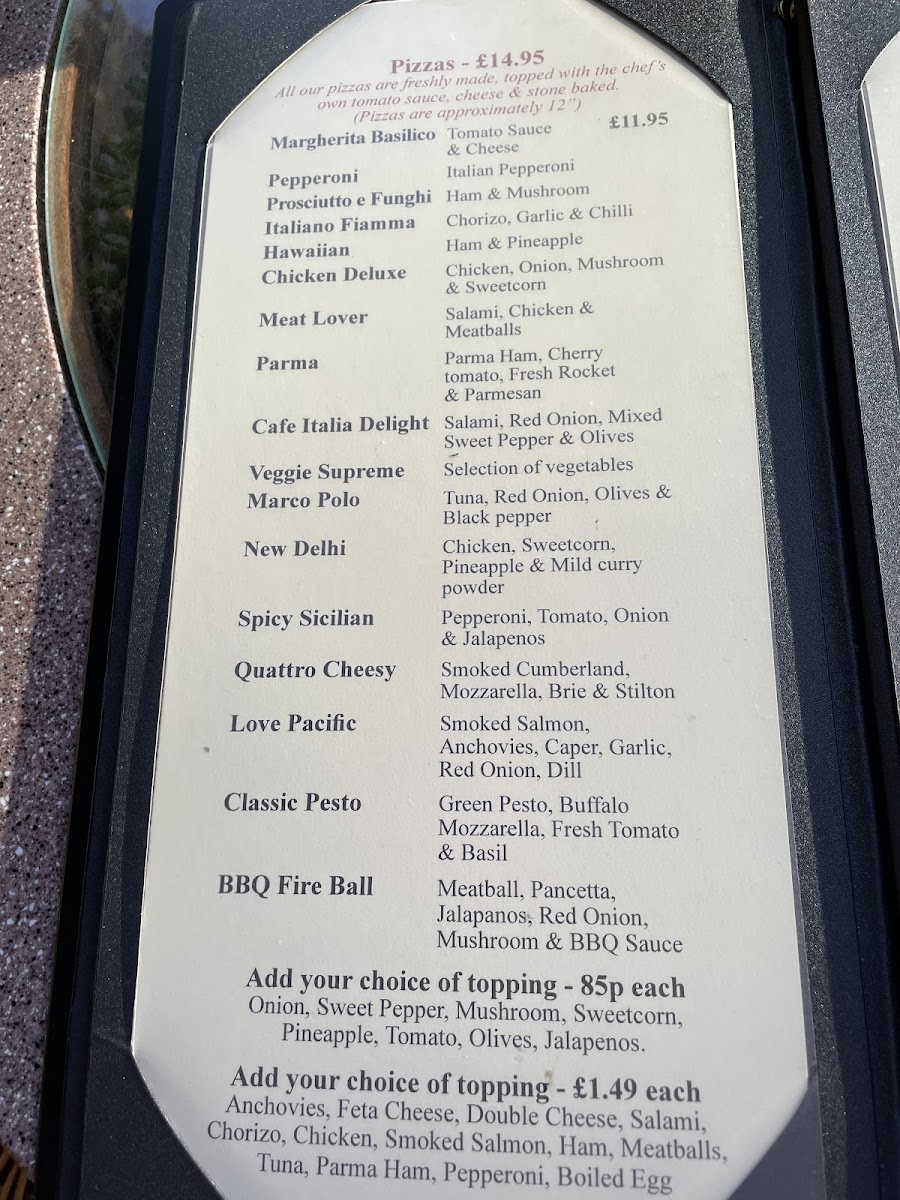 Pizzas - £14.95
All our pizzas are freshly made, topped with the chef's
own tomato sauce, cheese & stone baked.
(Pizzas are approximately 12")
Margherita Basilico Tomato Sauce £11.95
& Cheese
Pepperoni Italian Pepperoni
Prosciutto e Funghi Ham & Mushroom
Italiano Fiamma Chorizo, Garlic & Chilli
Hawaiian Ham & Pineapple
Chicken Deluxe Chicken, Onion, Mushroom
& Sweetcorn
Meat Lover Salami, Chicken &
Meatballs
Parma Parma Ham, Cherry
tomato, Fresh Rocket
& Parmesan
Cafe Italia Delight Salami, Red Onion, Mixed
Sweet Pepper & Olives
Veggie Supreme Selection of vegetables
Marco Polo Tuna, Red Onion, Olives &
Black pepper
New Delhi Chicken, Sweetcorn,
Pineapple & Mild curry
powder
Spicy Sicilian Pepperoni, Tomato, Onion
& Jalapenos
Quattro Cheesy Smoked Cumberland,
Mozzarella, Brie & Stilton
Love Pacific Smoked Salmon,
Anchovies, Caper, Garlic,
Red Onion, Dill
Classic Pesto Green Pesto, Buffalo
Mozzarella, Fresh Tomato
& Basil
BBQ Fire Ball Meatball, Pancetta,
Jalapanos, Red Onion,
Mushroom & BBQ Sauce
Add your choice of topping - 85p each
Onion, Sweet Pepper, Mushroom, Sweetcorn,
Pineapple, Tomato, Olives, Jalapenos.
Add your choice of topping - £1.49 each
Anchovies, Feta Cheese, Double Cheese, Salami,
Chorizo, Chicken, Smoked Salmon, Ham, Meatballs,
Tuna, Parma Ham, Pepperoni, Boiled Egg